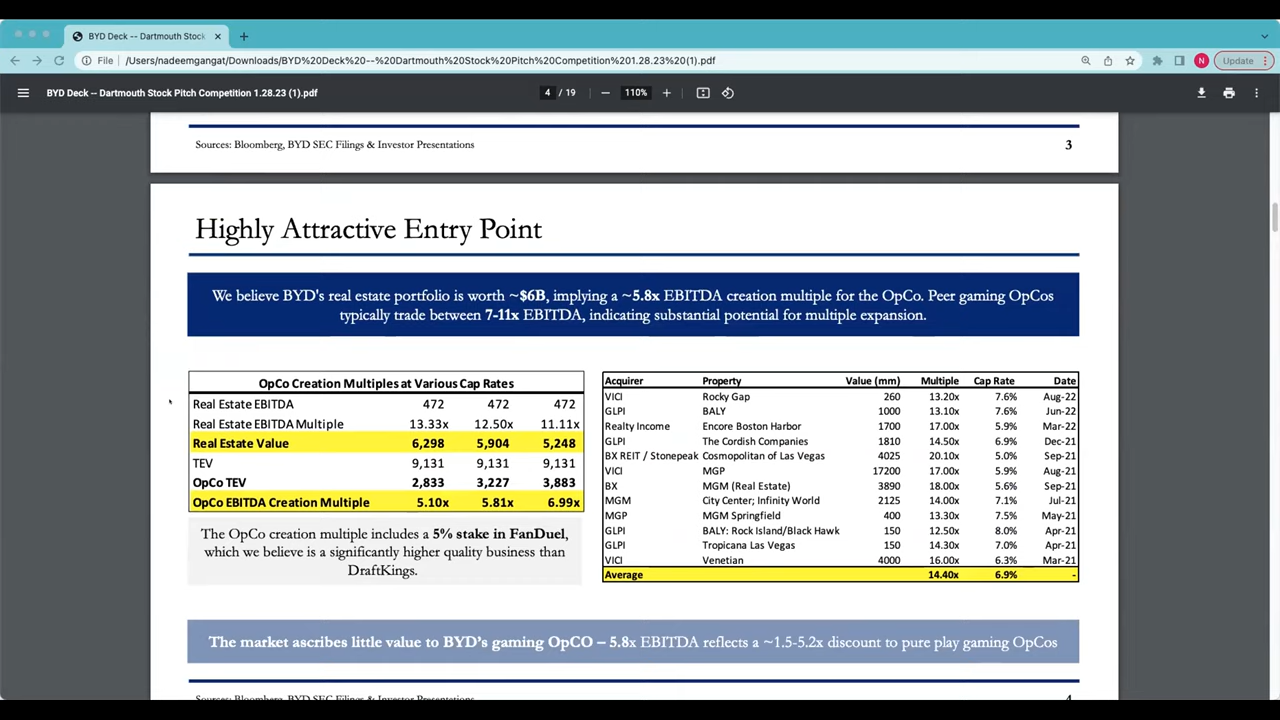 BYD Deck -- Dartmouth Stock
File /Users/nadeemgangat/Downloads/BYD%20Deck%20--%20Dartmouth%20Stock%20Pitch%20Competition%201.28.23%20(1).pdf
N Update
BYD Deck -- Dartmouth Stock Pitch Competition 1.28.23 (1).pdf 4 / 19 110%
Sources: Bloomberg, BYD SEC Filings & Investor Presentations 3
Highly Attractive Entry Point
We believe BYD's real estate portfolio is worth ~$6B, implying a ~5.8x EBITDA creation multiple for the OpCo. Peer gaming OpCos
typically trade between 7-11x EBITDA, indicating substantial potential for multiple expansion.
OpCo Creation Multiples at Various Cap Rates
Real Estate EBITDA 472 472 472
Real Estate EBITDA Multiple 13.33x 12.50x 11.11x
Real Estate Value 6,298 5,904 5,248
TEV 9,131 9,131 9,131
OpCo TEV 2,833 3,227 3,883
OpCo EBITDA Creation Multiple 5.10x 5.81x 6.99x
The OpCo creation multiple includes a 5% stake in FanDuel,
which we believe is a significantly higher quality business than
DraftKings.
Acquirer Property Value (mm) Multiple Cap Rate Date
VICI Rocky Gap 260 13.20x 7.6% Aug-22
GLPI BALY 1000 13.10x 7.6% Jun-22
Realty Income Encore Boston Harbor 1700 17.00x 5.9% Mar-22
GLPI The Cordish Companies 1810 14.50x 6.9% Dec-21
BX REIT / Stonepeak Cosmopolitan of Las Vegas 4025 20.10x 5.0% Sep-21
VICI MGP 17200 17.00x 5.9% Aug-21
BX MGM (Real Estate) 3890 18.00x 5.6% Sep-21
MGM City Center; Infinity World 2125 14.00x 7.1% Jul-21
MGP MGM Springfield 400 13.30x 7.5% May-21
GLPI BALY: Rock Island/Black Hawk 150 12.50x 8.0% Apr-21
GLPI Tropicana Las Vegas 150 14.30x 7.0% Apr-21
VICI Venetian 4000 16.00x 6.3% Mar-21
Average 14.40x 6.9% -
The market ascribes little value to BYD's gaming OpCO – 5.8x EBITDA reflects a ~1.5-5.2x discount to pure play gaming OpCos
Sources: Bloomberg, BYD SEC Filings & Investor Presentations 4